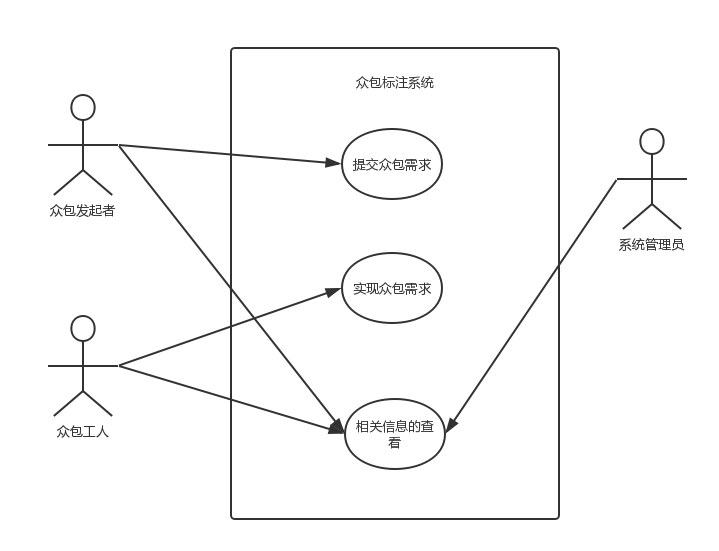 众包标注系统
提交众包需求
众包发起者
系统管理员
实现众包需求
众包工人
相关信息的查
看